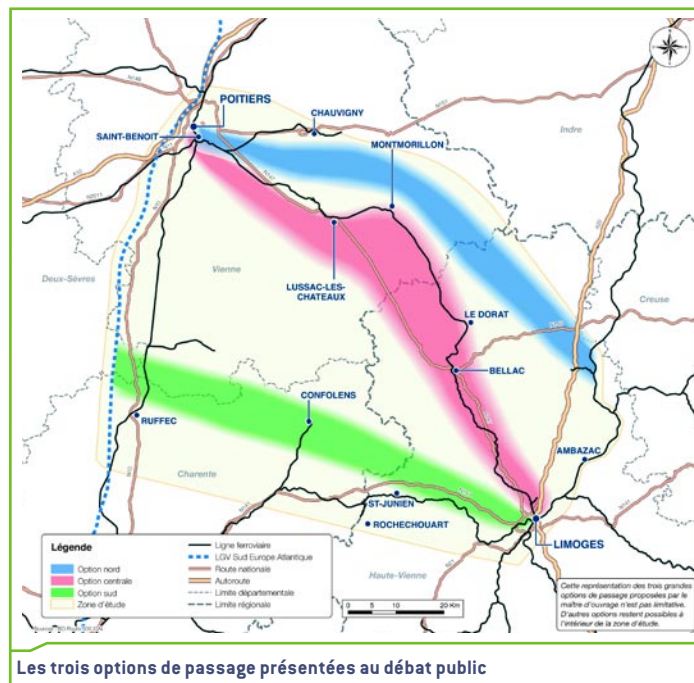 POITIERS
SAINT-BENOIT
CHAUVIGNY
MONTMORILLON
Indre
Deux-Sèvres
Vienne
LUSSAC-LES-
CHATEAUX
Creuse
LE DORAT
BELLAC
CONFOLENS
RUFFEC
AMBAZAC
Charente
ST-JUNIEN
ROCHECHOUART
LIMOGES
Haute-Vienne
Légende
Option nord
Option centrale
Option sud
Zone d'étude
Ligne ferroviaire
LGV Sud Europe Atlantique
Route nationale
Autoroute
Limite départementale
Limite régionale
0 5 10 20 Km
Cette représentation des trois grandes
options de passage proposées par le
maître d'ouvrage n'est pas limitative.
D'autres options restent possibles à
l'intérieur de la zone d'étude.
Les trois options de passage présentées au débat public